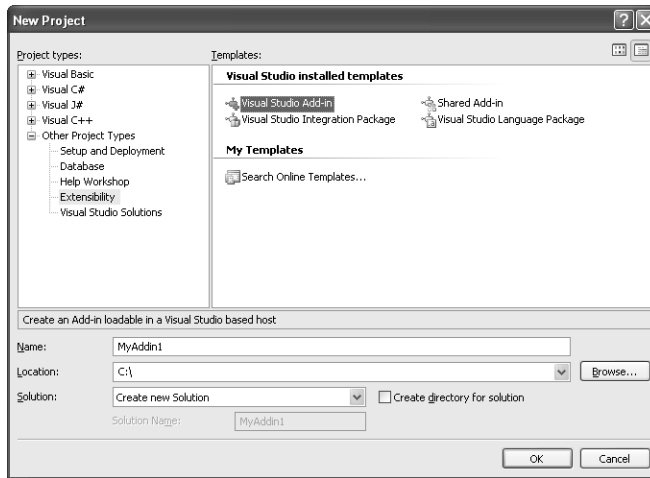 New Project
Project types:
Visual Basic
Visual C#
Visual J#
Visual C++
Other Project Types
Setup and Deployment
Database
Help Workshop
Extensibility
Visual Studio Solutions
Templates:
Visual Studio installed templates
Visual Studio Add-in
Shared Add-in
Visual Studio Integration Package
Visual Studio Language Package
My Templates
Search Online Templates...
Create an Add-in loadable in a Visual Studio based host
Name: MyAddin1
Location: C:\ Browse...
Solution: Create new Solution Create directory for solution
Solution Name: MyAddin1
OK Cancel